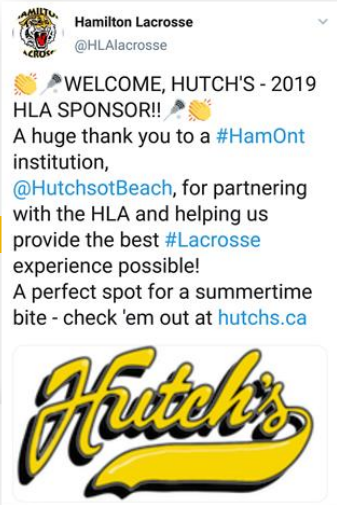 HAMILTON
LACROSSE
Hamilton Lacrosse
@HLAlacrosse
👏🎤WELCOME, HUTCH'S - 2019
HLA SPONSOR!!🎤👏
A huge thank you to a #HamOnt
institution,
@HutchsotBeach, for partnering
with the HLA and helping us
provide the best #Lacrosse
experience possible!
A perfect spot for a summertime
bite - check 'em out at hutchs.ca
Hutch's